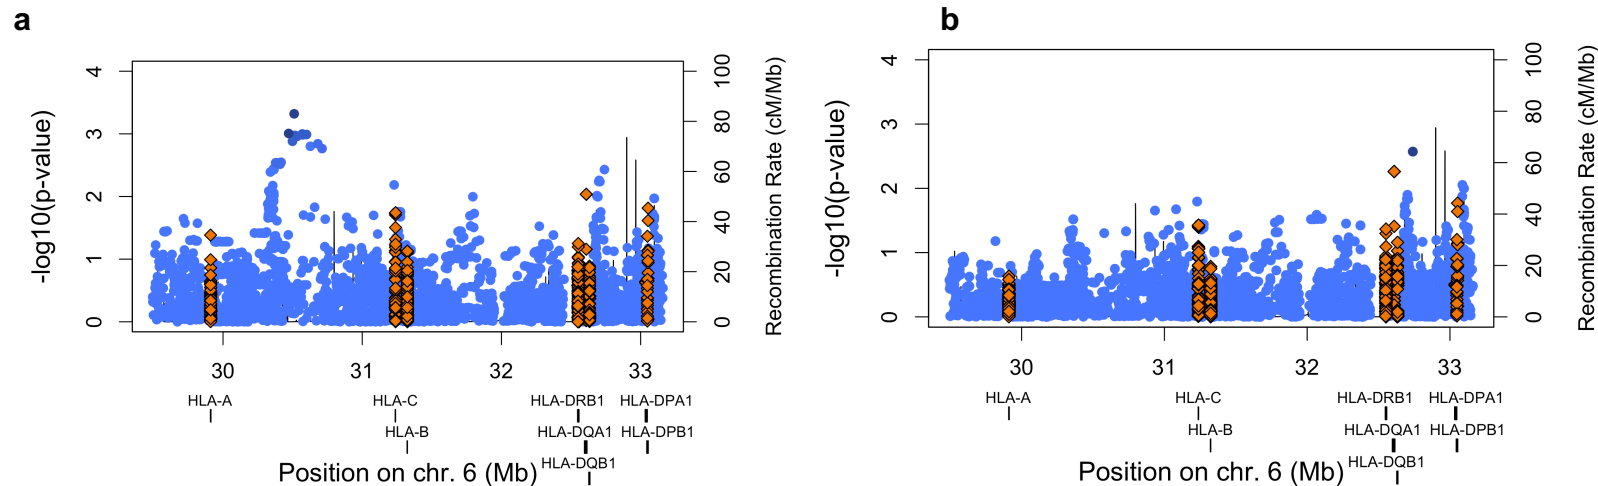 a
-log10(p-value)
4
3
2
1
0
100
80
60
40
20
0
Recombination Rate (cM/Mb)
30 31 32 33
HLA-A HLA-C HLA-DRB1 HLA-DPA1
HLA-B HLA-DQA1 HLA-DPB1
HLA-DQB1
Position on chr. 6 (Mb)
b
-log10(p-value)
4
3
2
1
0
100
80
60
40
20
0
Recombination Rate (cM/Mb)
30 31 32 33
HLA-A HLA-C HLA-DRB1 HLA-DPA1
HLA-B HLA-DQA1 HLA-DPB1
HLA-DQB1
Position on chr. 6 (Mb)